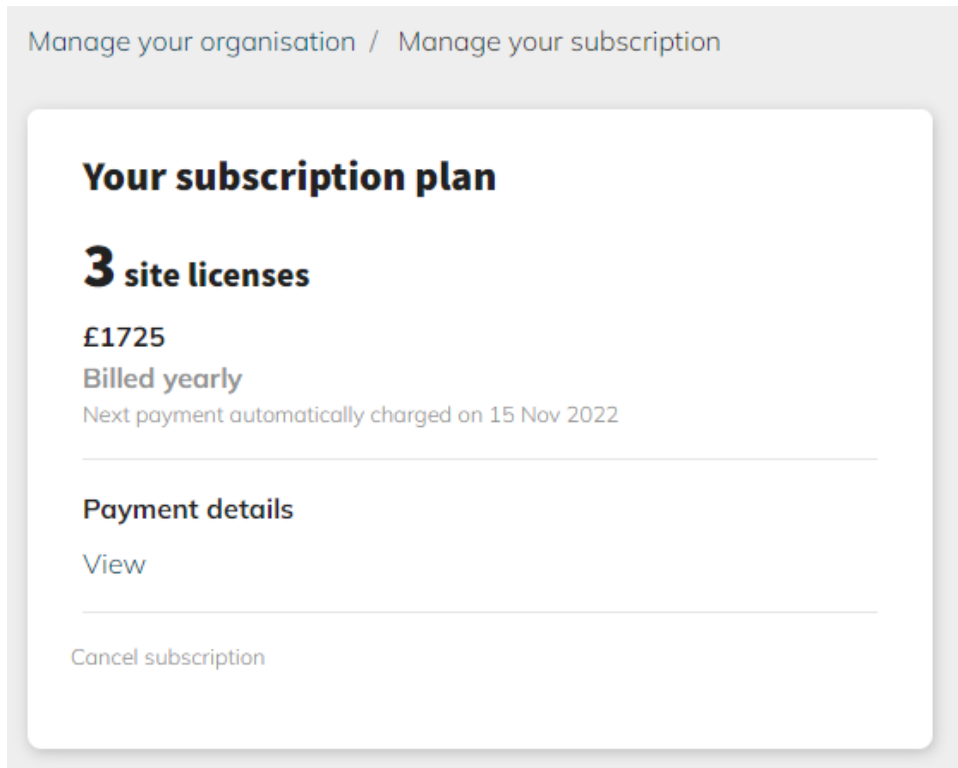 Manage your organisation / Manage your subscription
Your subscription plan
3 site licenses
£1725
Billed yearly
Next payment automatically charged on 15 Nov 2022
Payment details
View
Cancel subscription